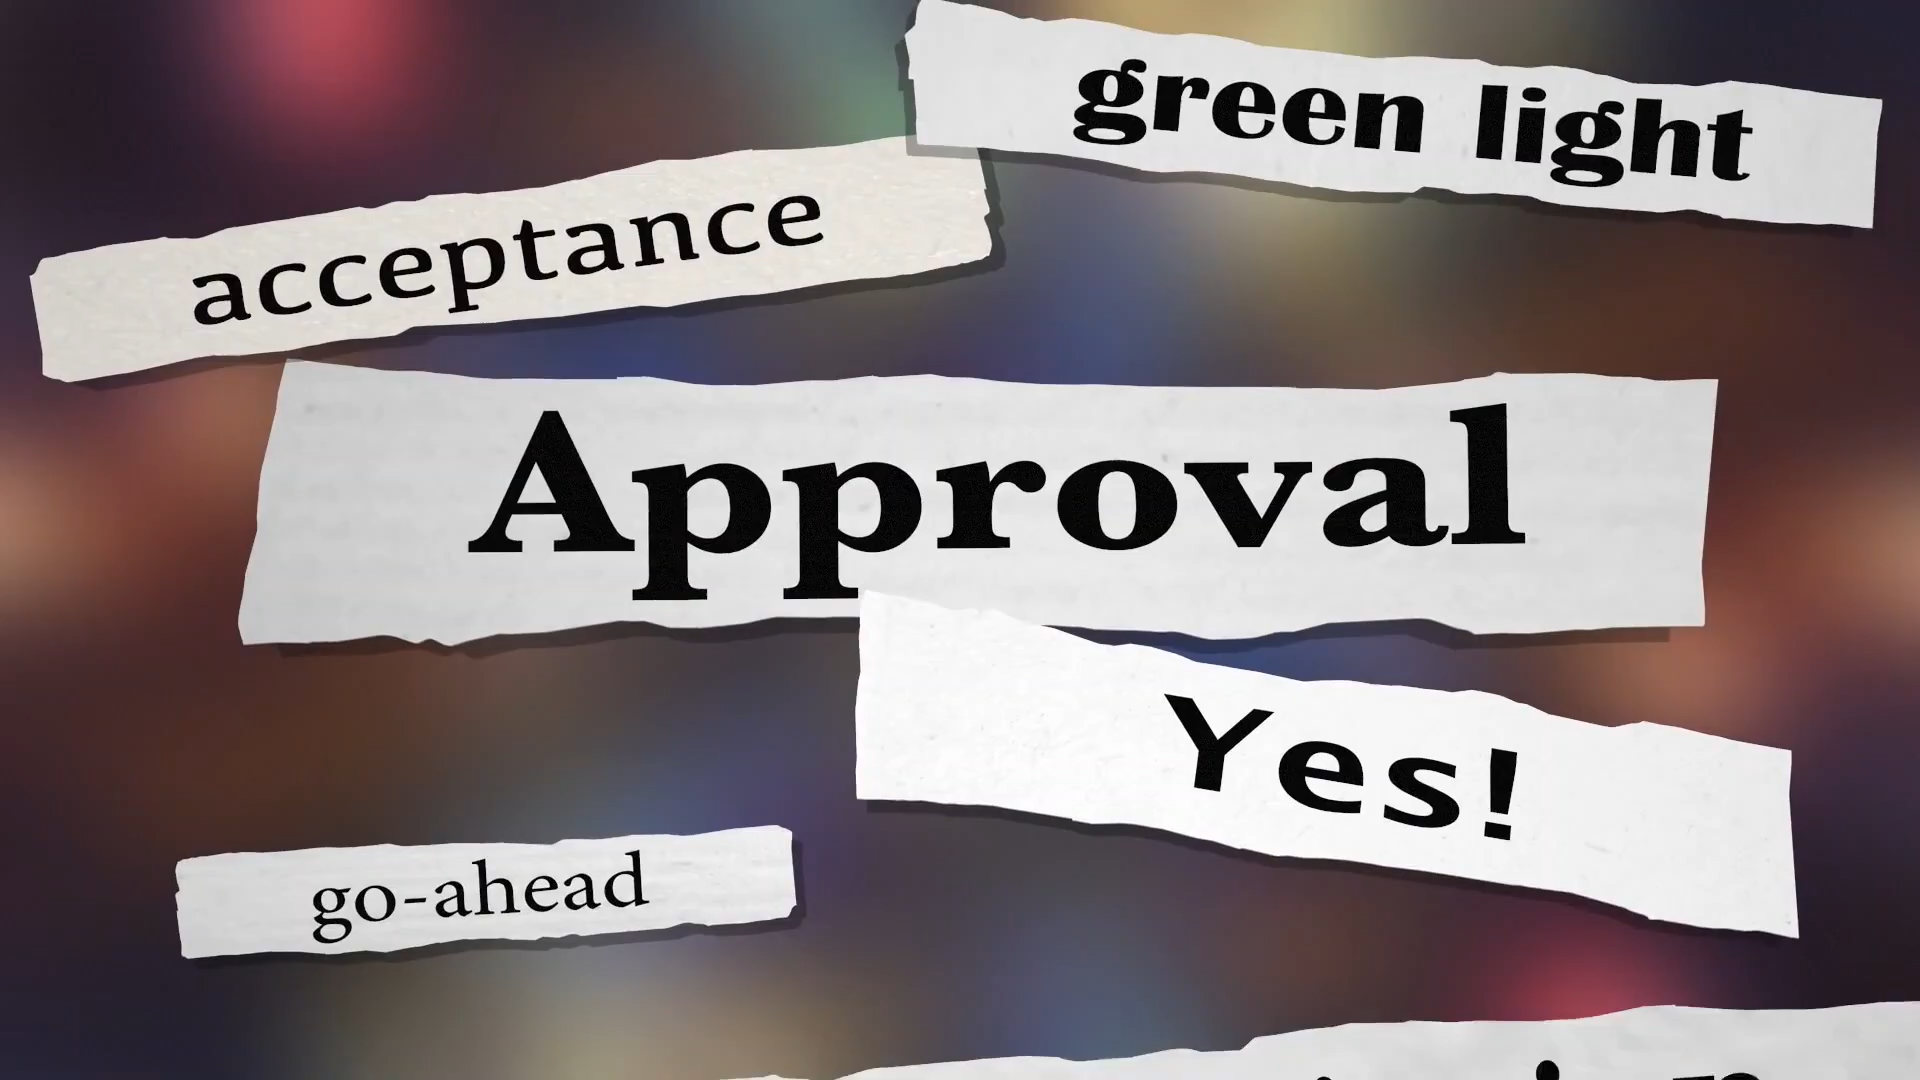 green light
acceptance
Approval
Yes!
go-ahead